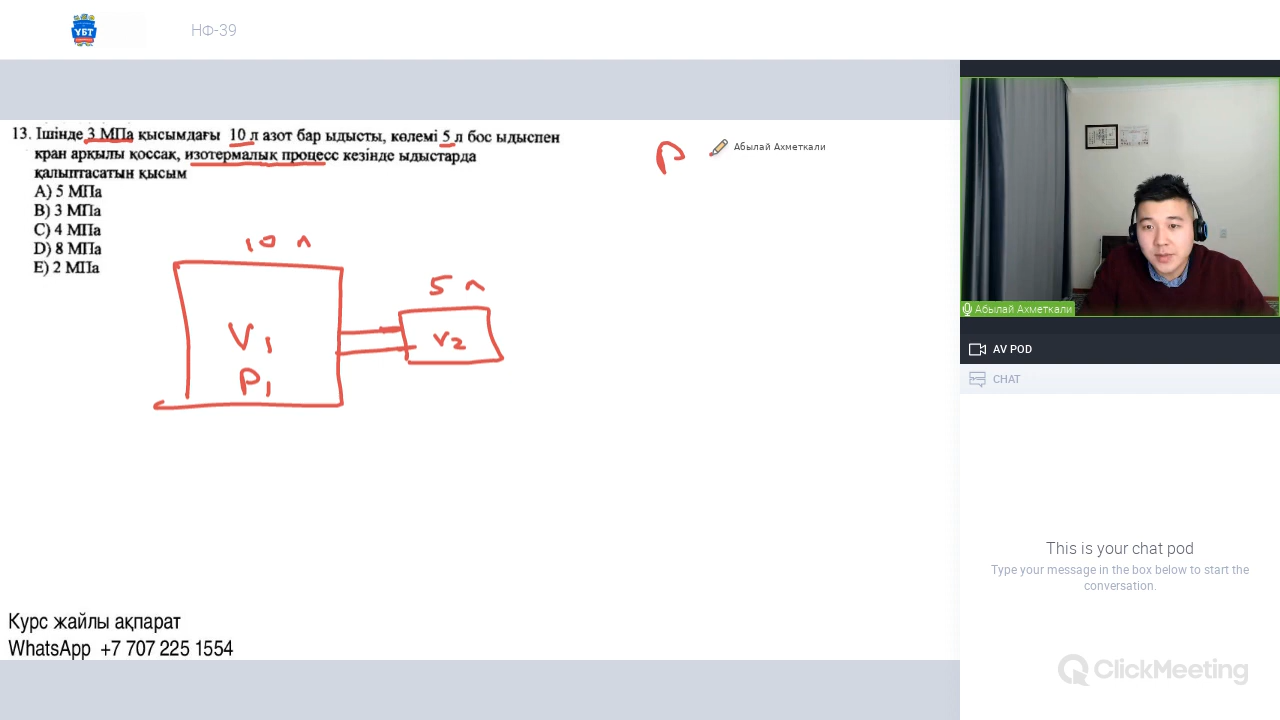 ҰБТ
НФ-39
13. Ішінде 3 МПа қысымдағы 10 л азот бар ыдысты, көлемі 5 л бос ыдыспен
кран арқылы қоссақ, изотермалық процесс кезінде ыдыстарда
қалыптасатын қысым
A) 5 МПа
B) 3 МПа
C) 4 МПа
D) 8 МПа
E) 2 МПа
10 л
5 л
V1
P1
V2
P
Абылай Ахметкали
Курс жайлы ақпарат
WhatsApp +7 707 225 1554
Абылай Ахметкали
AV POD
CHAT
This is your chat pod
Type your message in the box below to start the
conversation.
ClickMeeting